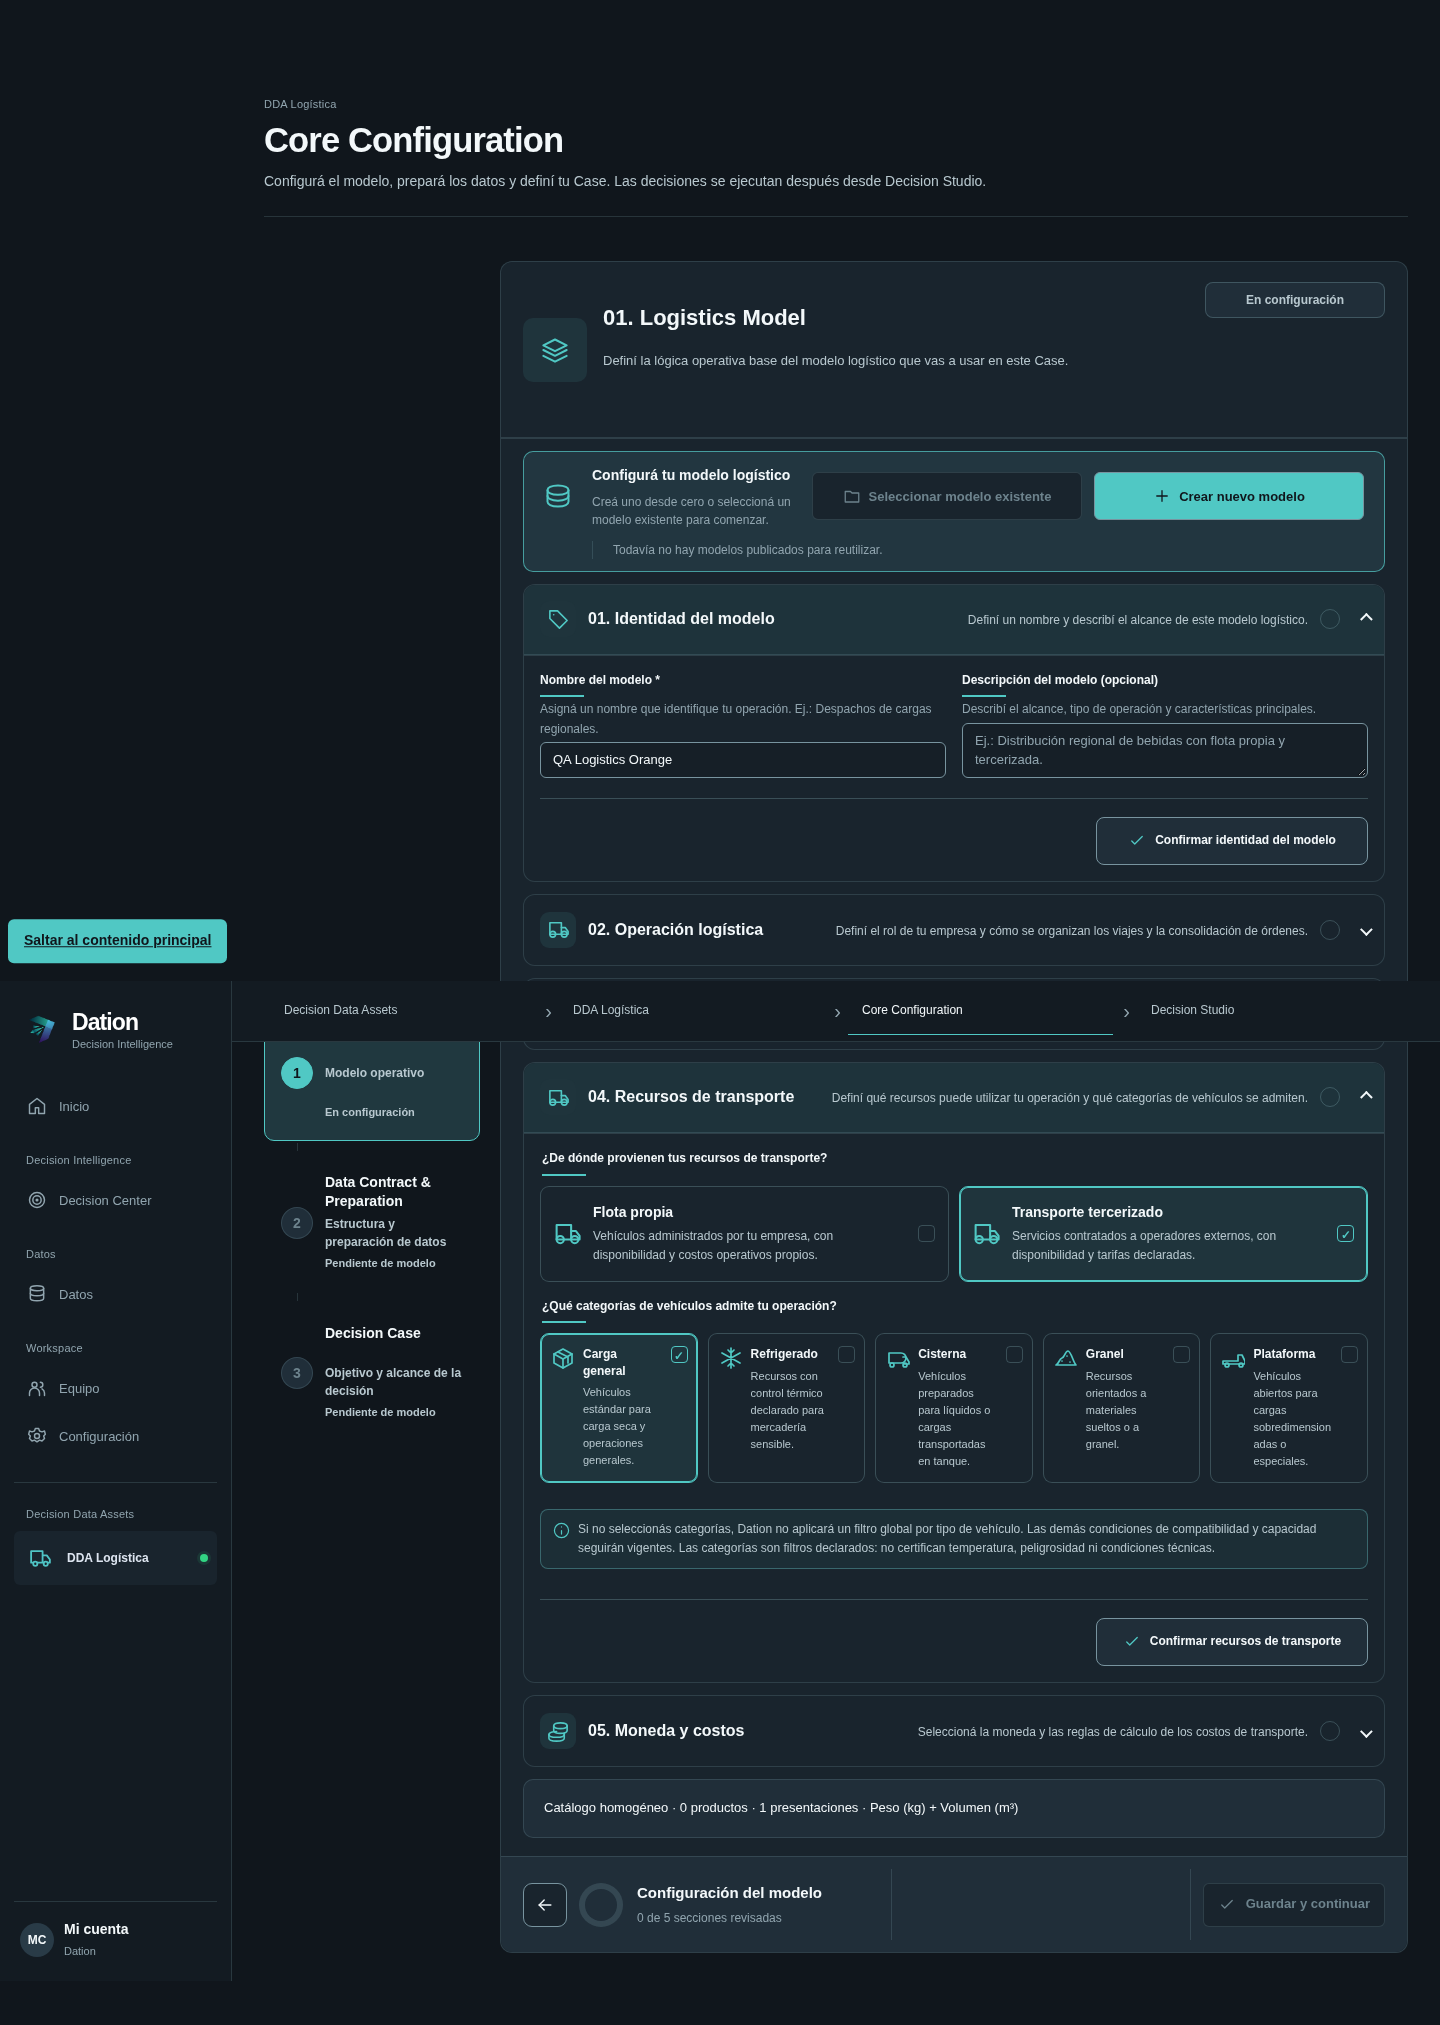 DDA Logística
Core Configuration
Configurá el modelo, prepará los datos y definí tu Case. Las decisiones se ejecutan después desde Decision Studio.
En configuración
01. Logistics Model
Definí la lógica operativa base del modelo logístico que vas a usar en este Case.
Configurá tu modelo logístico
Creá uno desde cero o seleccioná un
modelo existente para comenzar.
Seleccionar modelo existente
Crear nuevo modelo
Todavía no hay modelos publicados para reutilizar.
01. Identidad del modelo
Definí un nombre y describí el alcance de este modelo logístico.
Nombre del modelo *
Asigná un nombre que identifique tu operación. Ej.: Despachos de cargas
regionales.
QA Logistics Orange
Descripción del modelo (opcional)
Describí el alcance, tipo de operación y características principales.
Ej.: Distribución regional de bebidas con flota propia y
tercerizada.
Confirmar identidad del modelo
02. Operación logística
Definí el rol de tu empresa y cómo se organizan los viajes y la consolidación de órdenes.
Saltar al contenido principal
Dation
Decision Intelligence
Inicio
Decision Intelligence
Decision Center
Datos
Datos
Workspace
Equipo
Configuración
Decision Data Assets
DDA Logística
MC
Mi cuenta
Dation
Decision Data Assets
DDA Logística
Core Configuration
Decision Studio
1
Modelo operativo
En configuración
Data Contract &
Preparation
2
Estructura y
preparación de datos
Pendiente de modelo
Decision Case
3
Objetivo y alcance de la
decisión
Pendiente de modelo
04. Recursos de transporte
Definí qué recursos puede utilizar tu operación y qué categorías de vehículos se admiten.
¿De dónde provienen tus recursos de transporte?
Flota propia
Vehículos administrados por tu empresa, con
disponibilidad y costos operativos propios.
Transporte tercerizado
Servicios contratados a operadores externos, con
disponibilidad y tarifas declaradas.
¿Qué categorías de vehículos admite tu operación?
Carga
general
Vehículos
estándar para
carga seca y
operaciones
generales.
Refrigerado
Recursos con
control térmico
declarado para
mercadería
sensible.
Cisterna
Vehículos
preparados
para líquidos o
cargas
transportadas
en tanque.
Granel
Recursos
orientados a
materiales
sueltos o a
granel.
Plataforma
Vehículos
abiertos para
cargas
sobredimension
adas o
especiales.
Si no seleccionás categorías, Dation no aplicará un filtro global por tipo de vehículo. Las demás condiciones de compatibilidad y capacidad
seguirán vigentes. Las categorías son filtros declarados: no certifican temperatura, peligrosidad ni condiciones técnicas.
Confirmar recursos de transporte
05. Moneda y costos
Seleccioná la moneda y las reglas de cálculo de los costos de transporte.
Catálogo homogéneo · 0 productos · 1 presentaciones · Peso (kg) + Volumen (m³)
Configuración del modelo
0 de 5 secciones revisadas
Guardar y continuar